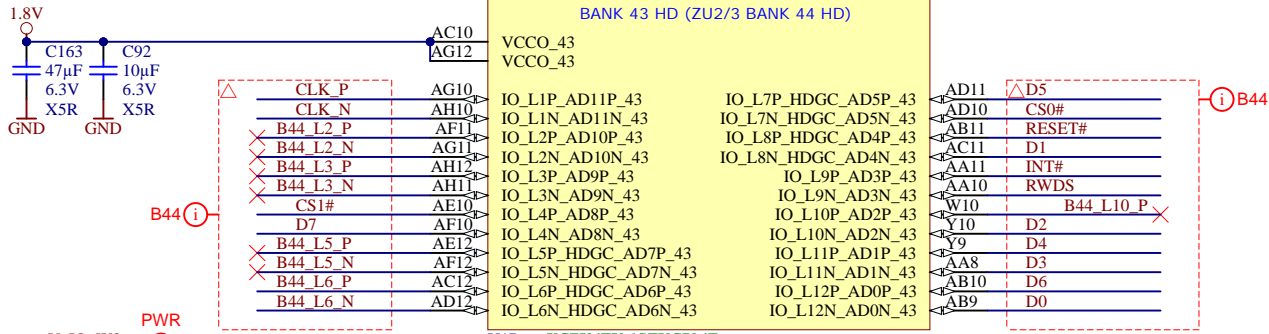 1.8V
C163
47µF
6.3V
X5R
GND
C92
10µF
6.3V
X5R
GND
BANK 43 HD (ZU2/3 BANK 44 HD)
AC10 VCCO_43
AG12 VCCO_43
CLK_P AG10 IO_L1P_AD11P_43
CLK_N AH10 IO_L1N_AD11N_43
B44_L2_P AF11 IO_L2P_AD10P_43
B44_L2_N AG11 IO_L2N_AD10N_43
B44_L3_P AH12 IO_L3P_AD9P_43
B44_L3_N AH11 IO_L3N_AD9N_43
CS1# AE10 IO_L4P_AD8P_43
D7 AF10 IO_L4N_AD8N_43
B44_L5_P AE12 IO_L5P_HDGC_AD7P_43
B44_L5_N AF12 IO_L5N_HDGC_AD7N_43
B44_L6_P AC12 IO_L6P_HDGC_AD6P_43
B44_L6_N AD12 IO_L6N_HDGC_AD6N_43
B44 i
IO_L7P_HDGC_AD5P_43 AD11 D5
IO_L7N_HDGC_AD5N_43 AD10 CS0#
IO_L8P_HDGC_AD4P_43 AB11 RESET#
IO_L8N_HDGC_AD4N_43 AC11 D1
IO_L9P_AD3P_43 AA11 INT#
IO_L9N_AD3N_43 AA10 RWDS
IO_L10P_AD2P_43 W10 B44_L10_P
IO_L10N_AD2N_43 Y10 D2
IO_L11P_AD1P_43 Y9 D4
IO_L11N_AD1N_43 AA8 D3
IO_L12P_AD0P_43 AB10 D6
IO_L12N_AD0N_43 AB9 D0
i B44
PWR